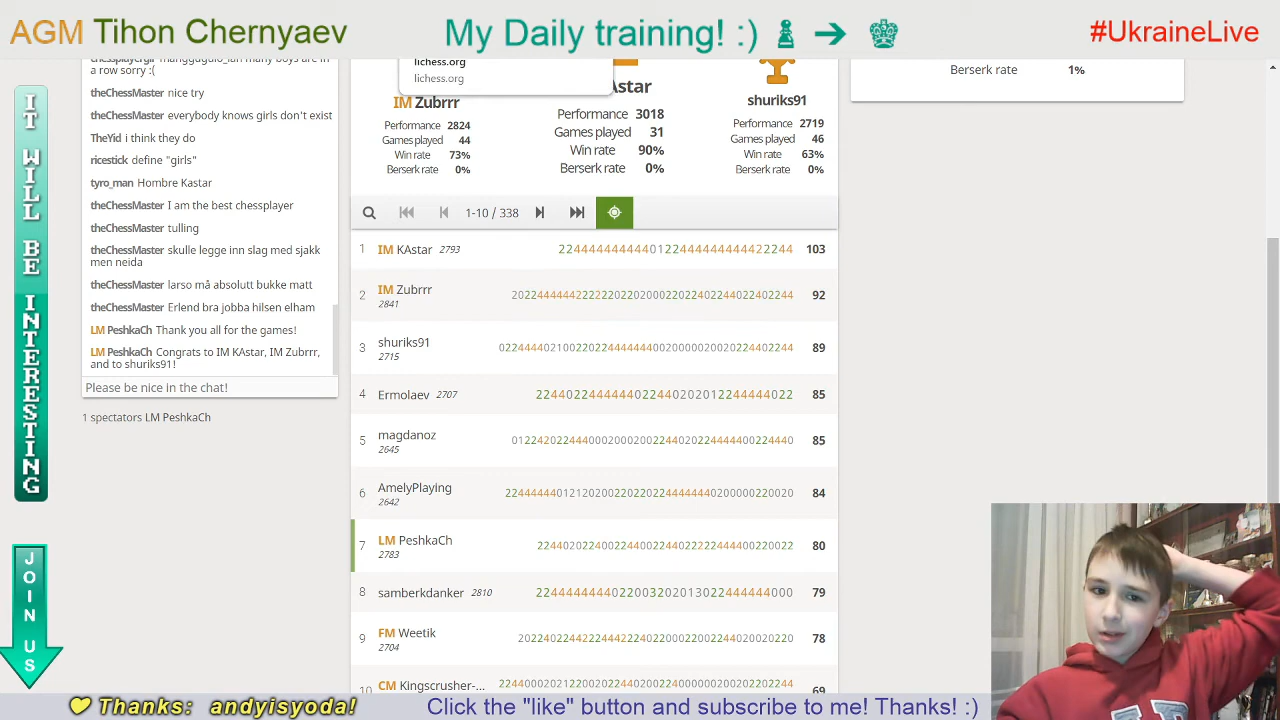 AGM Tihon Chernyaev
My Daily training! :)
#UkraineLive
IT WILL BE INTERESTING
JOIN US
a row sorry :(
theChessMaster nice try
theChessMaster everybody knows girls don't exist
TheYid i think they do
ricestick define "girls"
tyro_man Hombre Kastar
theChessMaster I am the best chessplayer
theChessMaster tulling
theChessMaster skulle legge inn slag med sjakk
men neida
theChessMaster larso må absolutt bukke matt
theChessMaster Erlend bra jobba hilsen elham
LM PeshkaCh Thank you all for the games!
LM PeshkaCh Congrats to IM KAstar, IM Zubrrr,
and to shuriks91!
Please be nice in the chat!
1 spectators LM PeshkaCh
lichess.org
lichess.org
IM Zubrrr
Performance 2824
Games played 44
Win rate 73%
Berserk rate 0%
Astar
Performance 3018
Games played 31
Win rate 90%
Berserk rate 0%
shuriks91
Performance 2719
Games played 46
Win rate 63%
Berserk rate 0%
Berserk rate 1%
1-10 / 338
1 IM KAstar 2793 2244444444440122444444444422244 103
2 IM Zubrrr 92
2841
3 shuriks91 89
2715
4 Ermolaev 2707 85
5 magdanoz 85
2645
6 AmelyPlaying 84
2642
7 LM PeshkaCh 80
2783
8 samberkdanker 2810 79
9 FM Weetik 78
2704
10 CM Kingscrusher-... 69
Thanks: andyisyoda!
Click the "like" button and subscribe to me! Thanks! :)